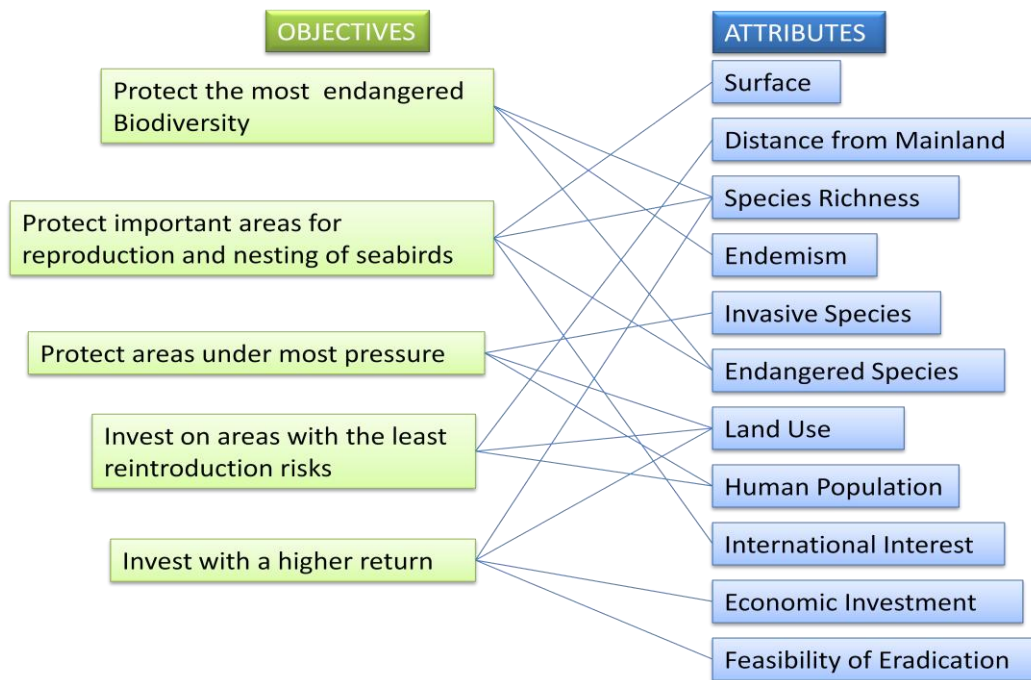 OBJECTIVES
Protect the most endangered
Biodiversity
Protect important areas for
reproduction and nesting of seabirds
Protect areas under most pressure
Invest on areas with the least
reintroduction risks
Invest with a higher return
ATTRIBUTES
Surface
Distance from Mainland
Species Richness
Endemism
Invasive Species
Endangered Species
Land Use
Human Population
International Interest
Economic Investment
Feasibility of Eradication